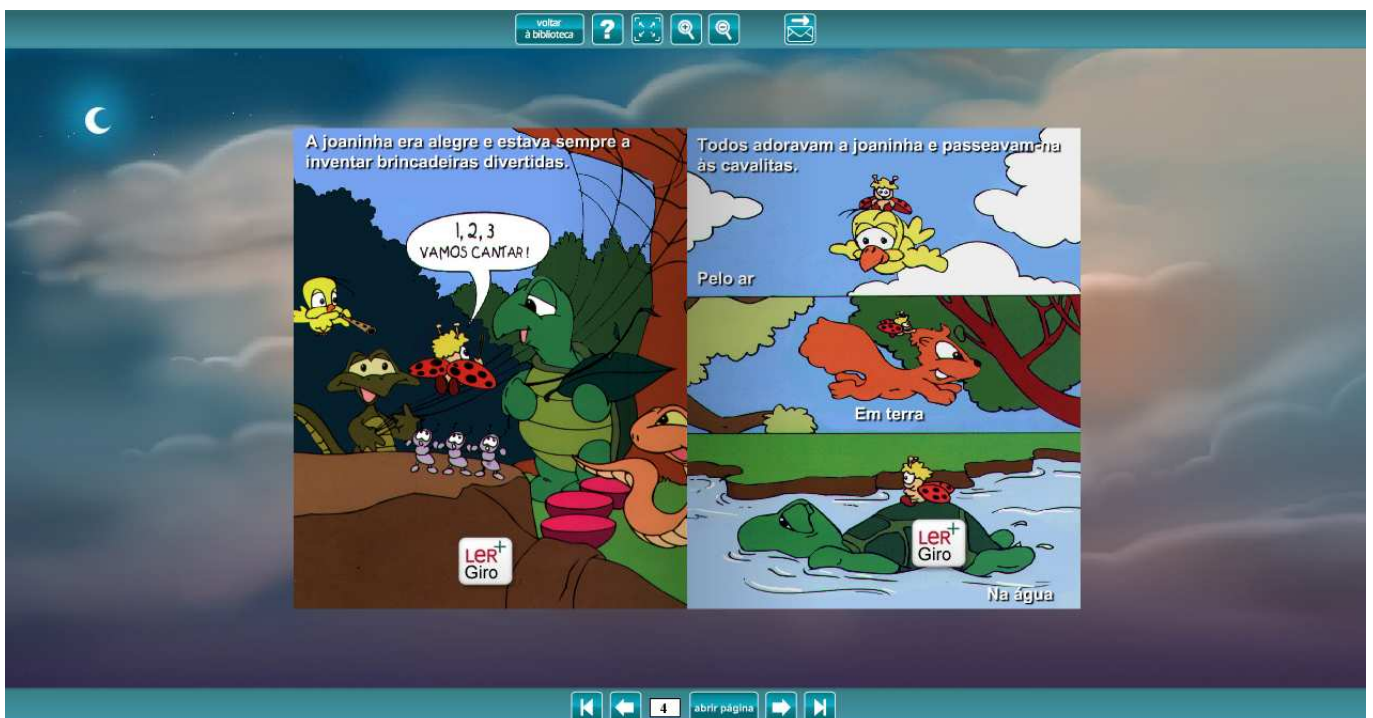 voltar
à biblioteca
?
A joaninha era alegre e estava sempre a
inventar brincadeiras divertidas.
1, 2, 3
VAMOS CANTAR!
LER+
Giro
Todos adoravam a joaninha e passeavam-na
às cavalitas.
Pelo ar
Em terra
LER+
Giro
Na água
4
abrir página